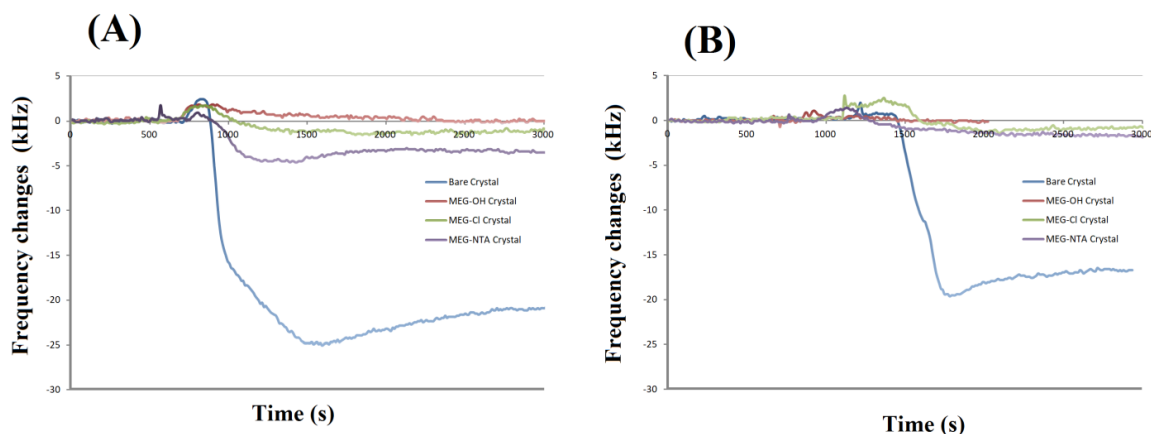 (A)
Frequency changes (kHz)
5
0
-5
-10
-15
-20
-25
-30
0
500
1000
1500
2000
2500
3000
Bare Crystal
MEG-OH Crystal
MEG-Cl Crystal
MEG-NTA Crystal
Time (s)
(B)
Frequency changes (kHz)
5
0
-5
-10
-15
-20
-25
-30
0
500
1000
1500
2000
2500
3000
Bare Crystal
MEG-OH Crystal
MEG-Cl Crystal
MEG-NTA Crystal
Time (s)